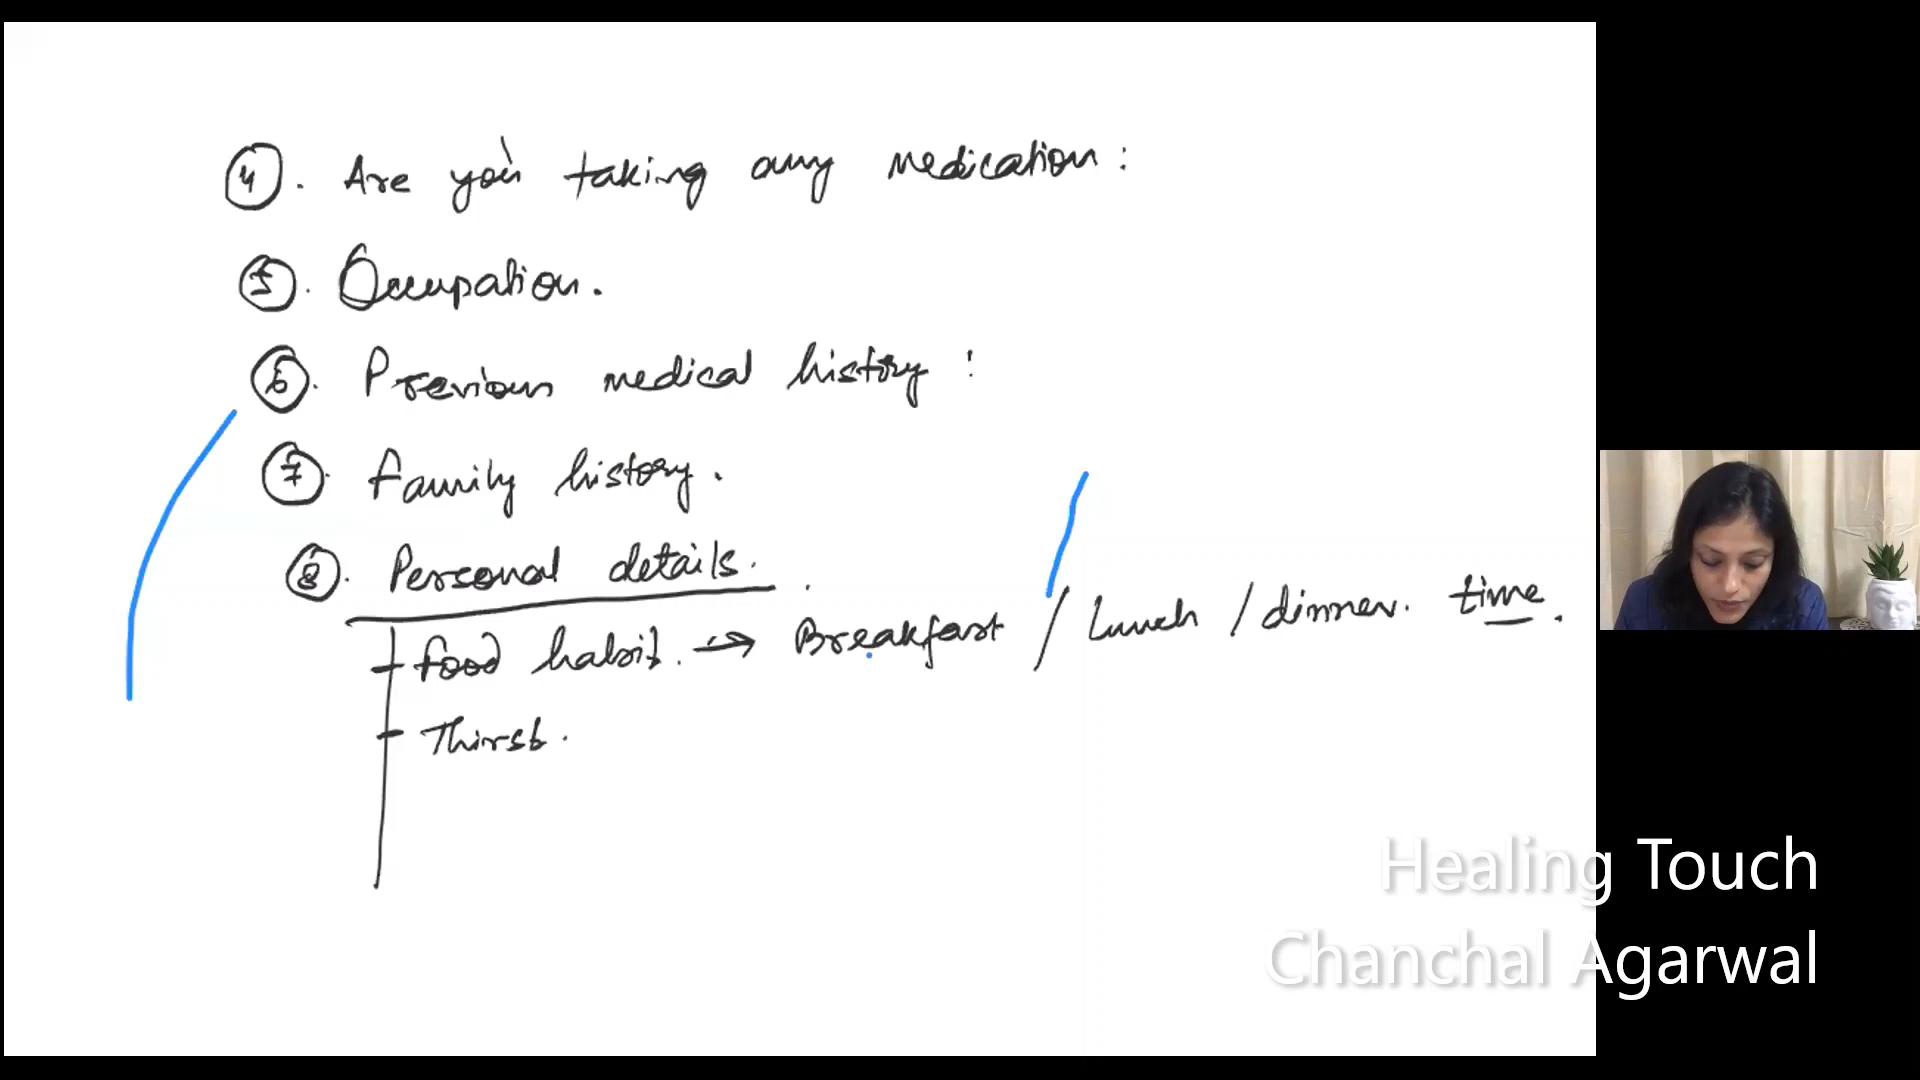 4. Are you taking any medication:
5. Occupation.
6. Previous medical history:
7. Family history.
8. Personal details.
food habit. → Breakfast / Lunch / dinner. time.
Thirst.
Healing Touch
Chanchal Agarwal